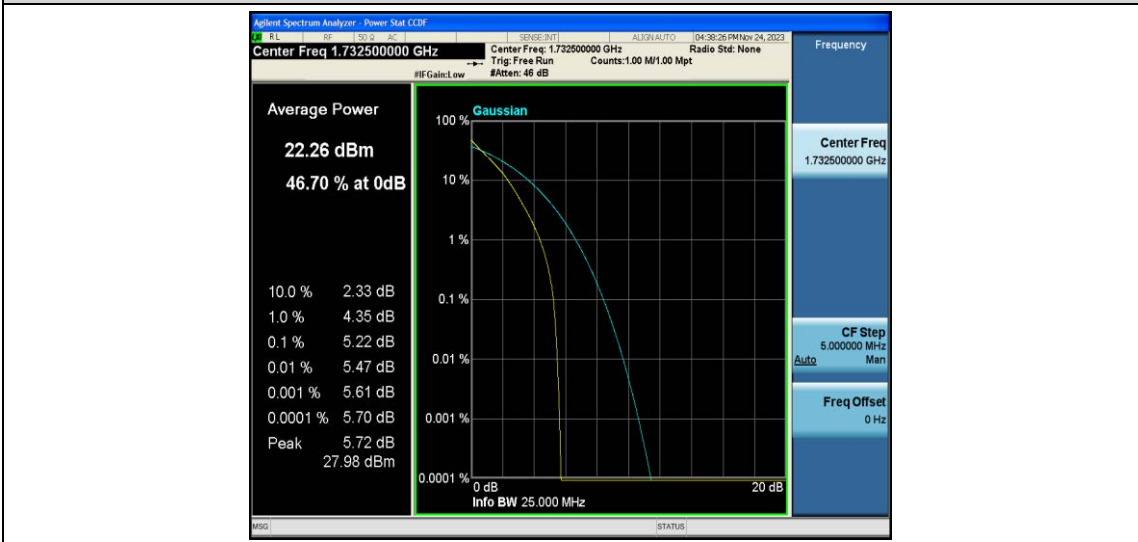 Agilent Spectrum Analyzer - Power Stat CCDF
LXI RL RF 50 Ω AC SENSE:INT ALIGN AUTO 04:38:26 PM Nov 24, 2023
Center Freq 1.732500000 GHz
Center Freq: 1.732500000 GHz Radio Std: None
Trig: Free Run Counts:1.00 M/1.00 Mpt
#IFGain:Low #Atten: 46 dB
Frequency
Average Power
22.26 dBm
46.70 % at 0dB
10.0 % 2.33 dB
1.0 % 4.35 dB
0.1 % 5.22 dB
0.01 % 5.47 dB
0.001 % 5.61 dB
0.0001 % 5.70 dB
Peak 5.72 dB
27.98 dBm
Gaussian
100 %
10 %
1 %
0.1 %
0.01 %
0.001 %
0.0001 %
0 dB 20 dB
Info BW 25.000 MHz
Center Freq
1.732500000 GHz
CF Step
5.000000 MHz
Auto Man
Freq Offset
0 Hz
MSG STATUS